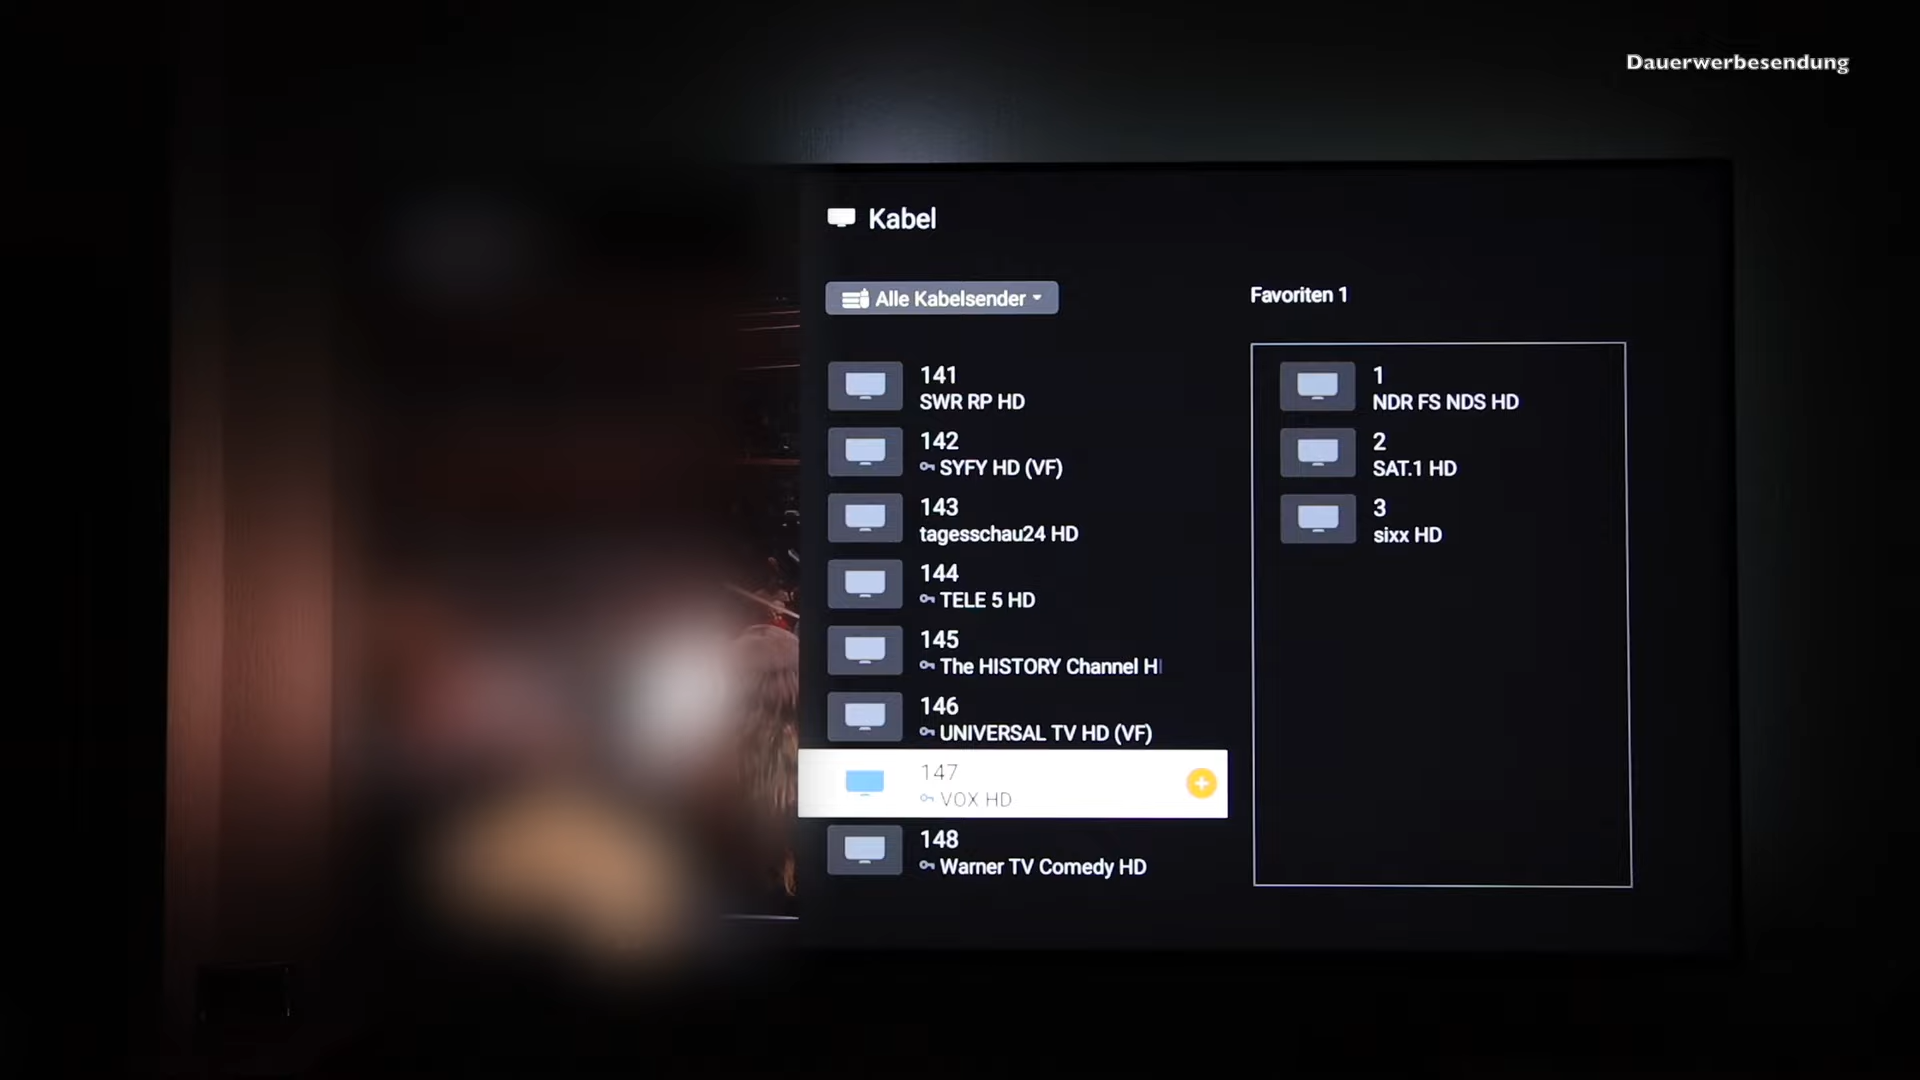 Dauerwerbesendung
Kabel
Alle Kabelsender
141
SWR RP HD
142
SYFY HD (VF)
143
tagesschau24 HD
144
TELE 5 HD
145
The HISTORY Channel H
146
UNIVERSAL TV HD (VF)
147
VOX HD
148
Warner TV Comedy HD
Favoriten 1
1
NDR FS NDS HD
2
SAT.1 HD
3
sixx HD